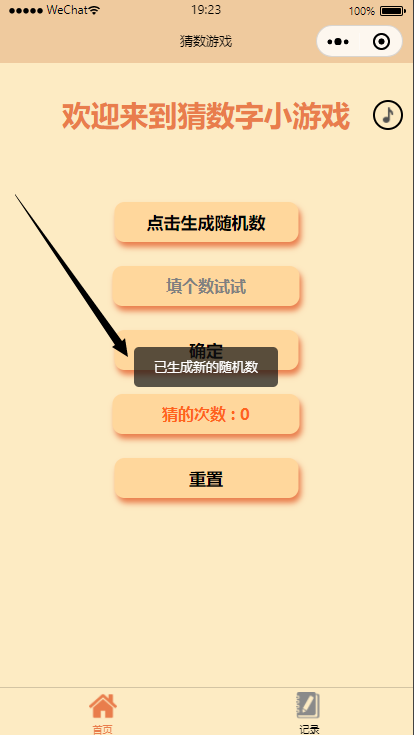 WeChat 19:23 100%
猜数游戏
欢迎来到猜数字小游戏
点击生成随机数
填个数试试
确定
已生成新的随机数
猜的次数：0
重置
首页 记录